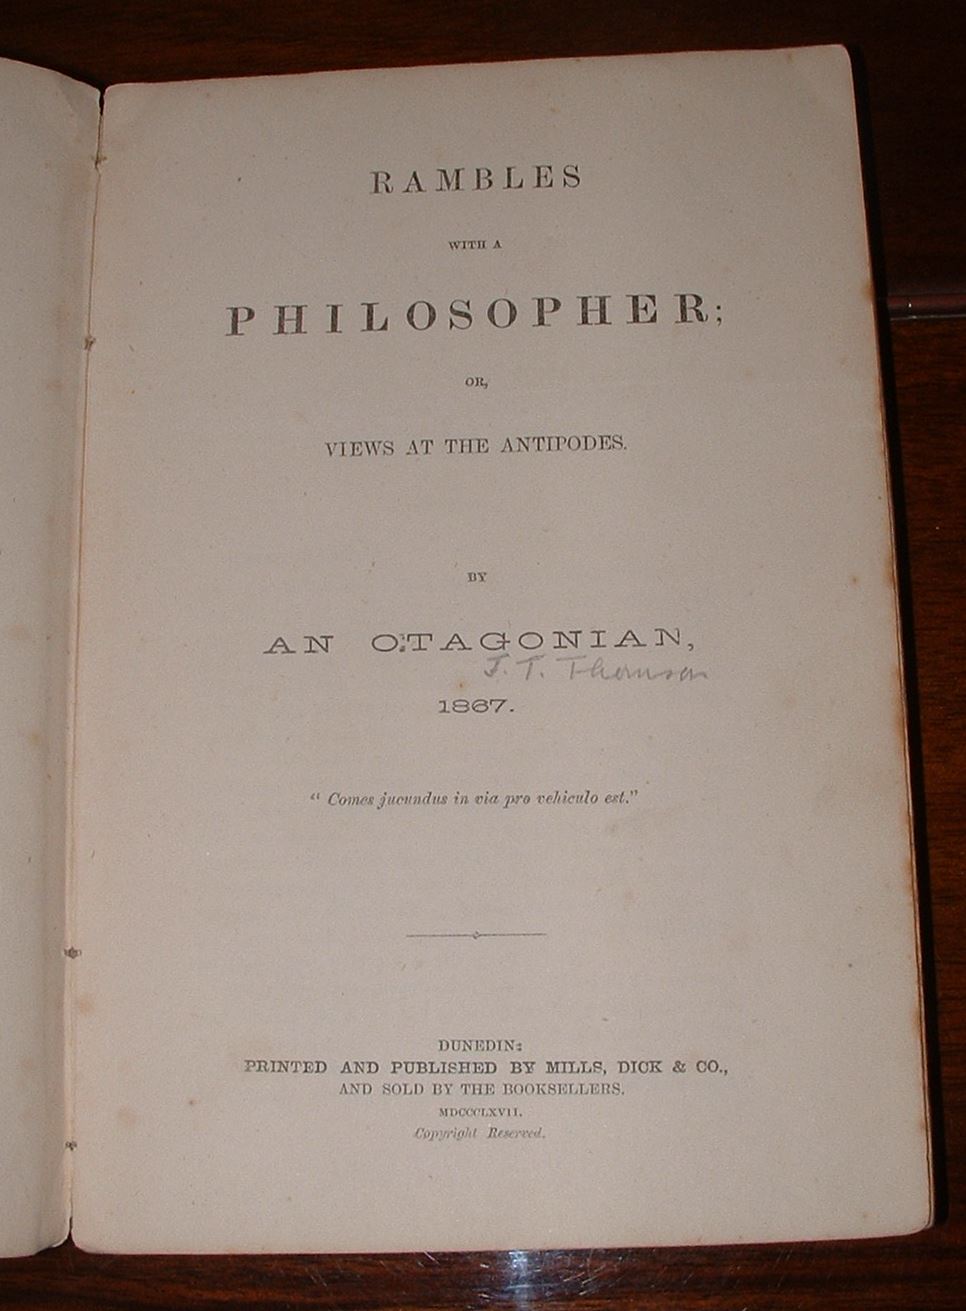 RAMBLES
WITH A
PHILOSOPHER;
OR,
VIEWS AT THE ANTIPODES.
BY
AN OTAGONIAN,
J. T. Thomson
1867.
“ Comes jucundus in via pro vehiculo est.”
DUNEDIN:
PRINTED AND PUBLISHED BY MILLS, DICK & CO.,
AND SOLD BY THE BOOKSELLERS.
MDCCCLXVII.
Copyright Reserved.